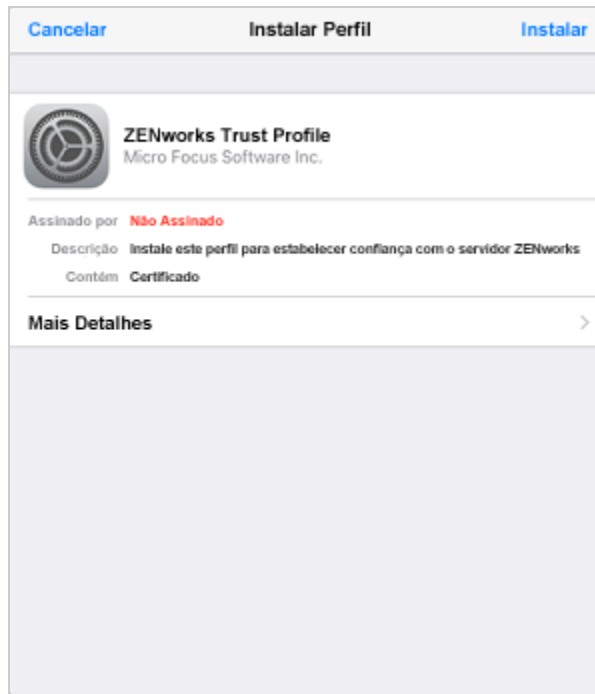 Cancelar Instalar Perfil Instalar
ZENworks Trust Profile
Micro Focus Software Inc.
Assinado por Não Assinado
Descrição Instale este perfil para estabelecer confiança com o servidor ZENworks
Contém Certificado
Mais Detalhes